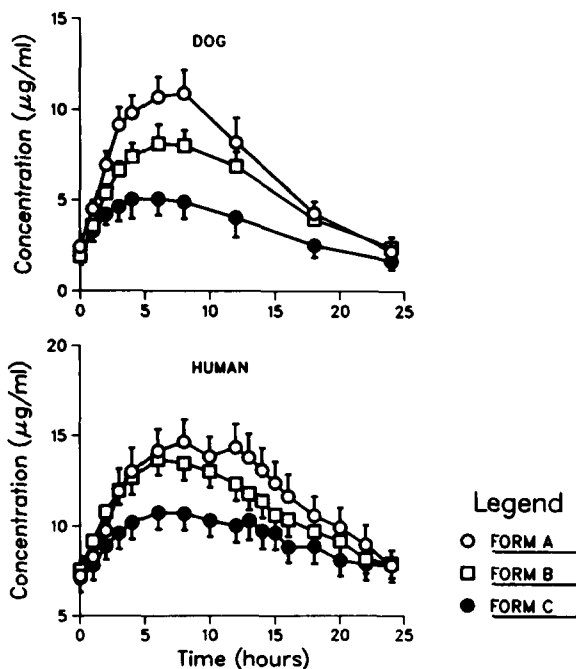 15
DOG
10
5
0
Concentration (μg/ml)
0 5 10 15 20 25
20
HUMAN
15
10
5
Concentration (μg/ml)
0 5 10 15 20 25
Time (hours)
Legend
FORM A
FORM B
FORM C